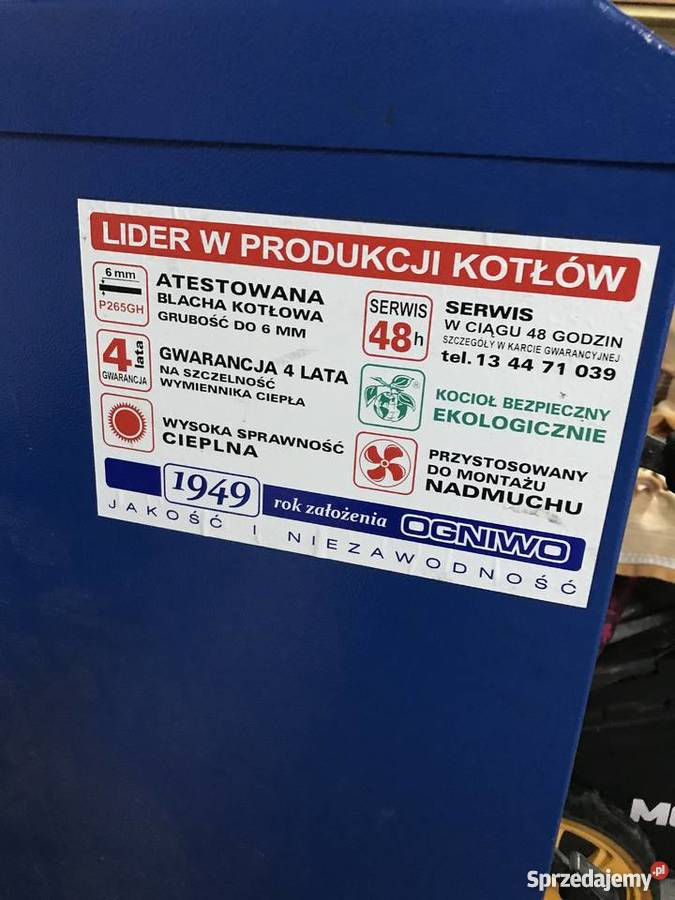 LIDER W PRODUKCJI KOTŁÓW
6 mm
P265GH
ATESTOWANA
BLACHA KOTŁOWA
GRUBOŚĆ DO 6 MM
4 lata
GWARANCJA
GWARANCJA 4 LATA
NA SZCZELNOŚĆ
WYMIENNIKA CIEPŁA
WYSOKA SPRAWNOŚĆ
CIEPLNA
SERWIS
48h
SERWIS
W CIĄGU 48 GODZIN
SZCZEGÓŁY W KARCIE GWARANCYJNEJ
tel. 13 44 71 039
KOCIOŁ BEZPIECZNY
EKOLOGICZNIE
PRZYSTOSOWANY
DO MONTAŻU
NADMUCHU
1949 rok założenia OGNIWO
JAKOŚĆ I NIEZAWODNOŚĆ
Sprzedajemy.pl